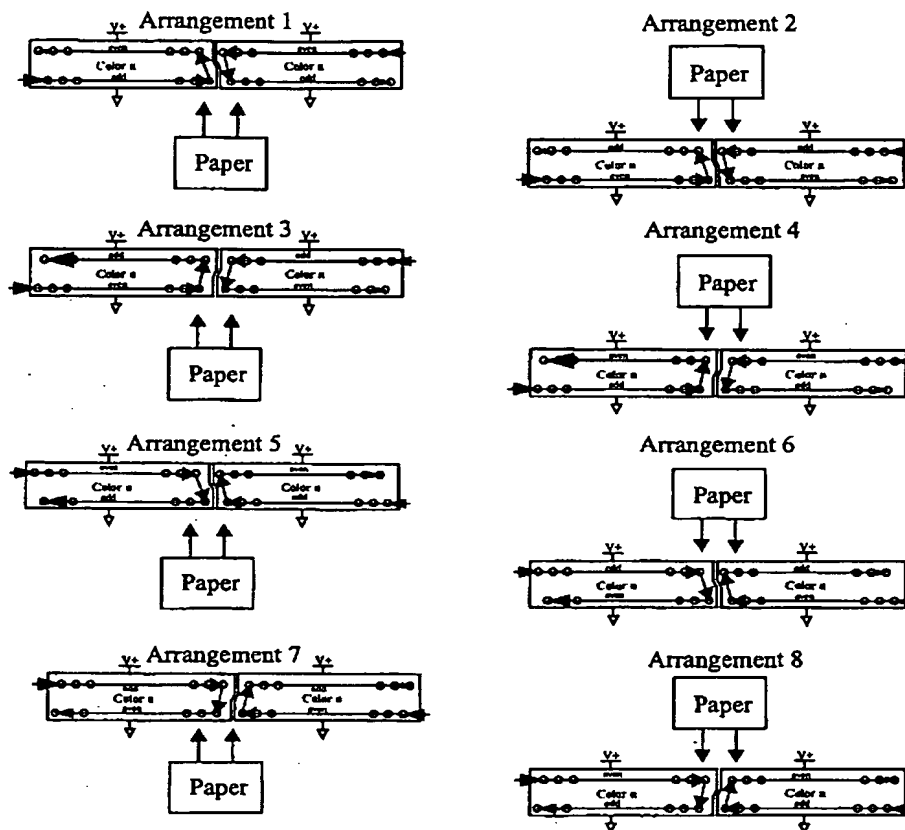 Arrangement 1
V+ V+
even even
Color n Color n
odd odd
Paper
Arrangement 2
Paper
V+ V+
odd odd
Color n Color n
even even
Arrangement 3
V+ V+
odd odd
Color n Color n
even even
Paper
Arrangement 4
Paper
V+ V+
even even
Color n Color n
odd odd
Arrangement 5
V+ V+
even even
Color n Color n
odd odd
Paper
Arrangement 6
Paper
V+ V+
odd odd
Color n Color n
even even
Arrangement 7
V+ V+
odd odd
Color n Color n
even even
Paper
Arrangement 8
Paper
V+ V+
even even
Color n Color n
odd odd